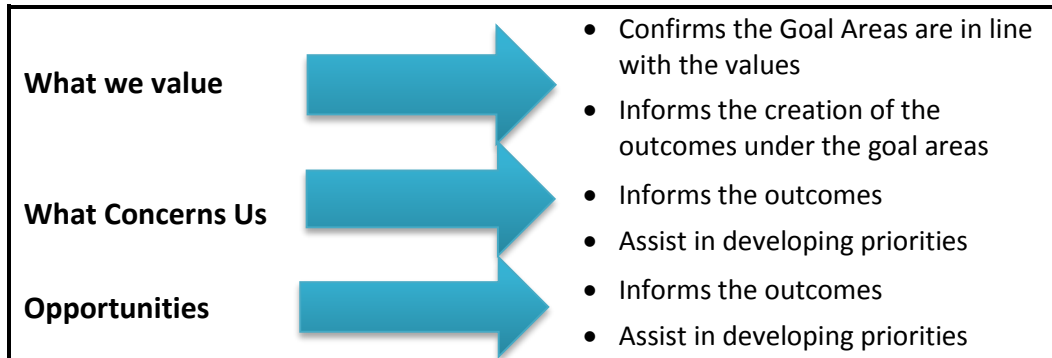 What we value
• Confirms the Goal Areas are in line
with the values
• Informs the creation of the
outcomes under the goal areas
What Concerns Us
• Informs the outcomes
• Assist in developing priorities
Opportunities
• Informs the outcomes
• Assist in developing priorities